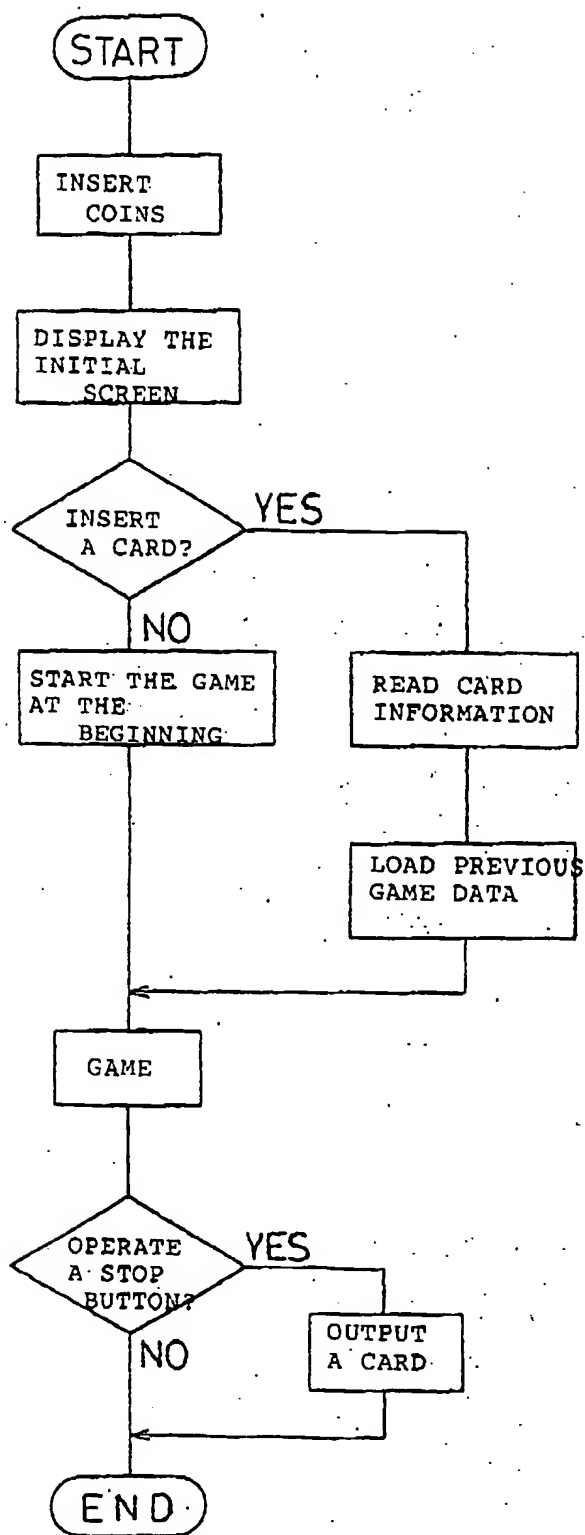 START
INSERT
COINS
DISPLAY THE
INITIAL
SCREEN
INSERT
A CARD?
YES
NO
START THE GAME
AT THE
BEGINNING
READ CARD
INFORMATION
LOAD PREVIOUS
GAME DATA
GAME
OPERATE
A STOP
BUTTON?
YES
NO
OUTPUT
A CARD
END